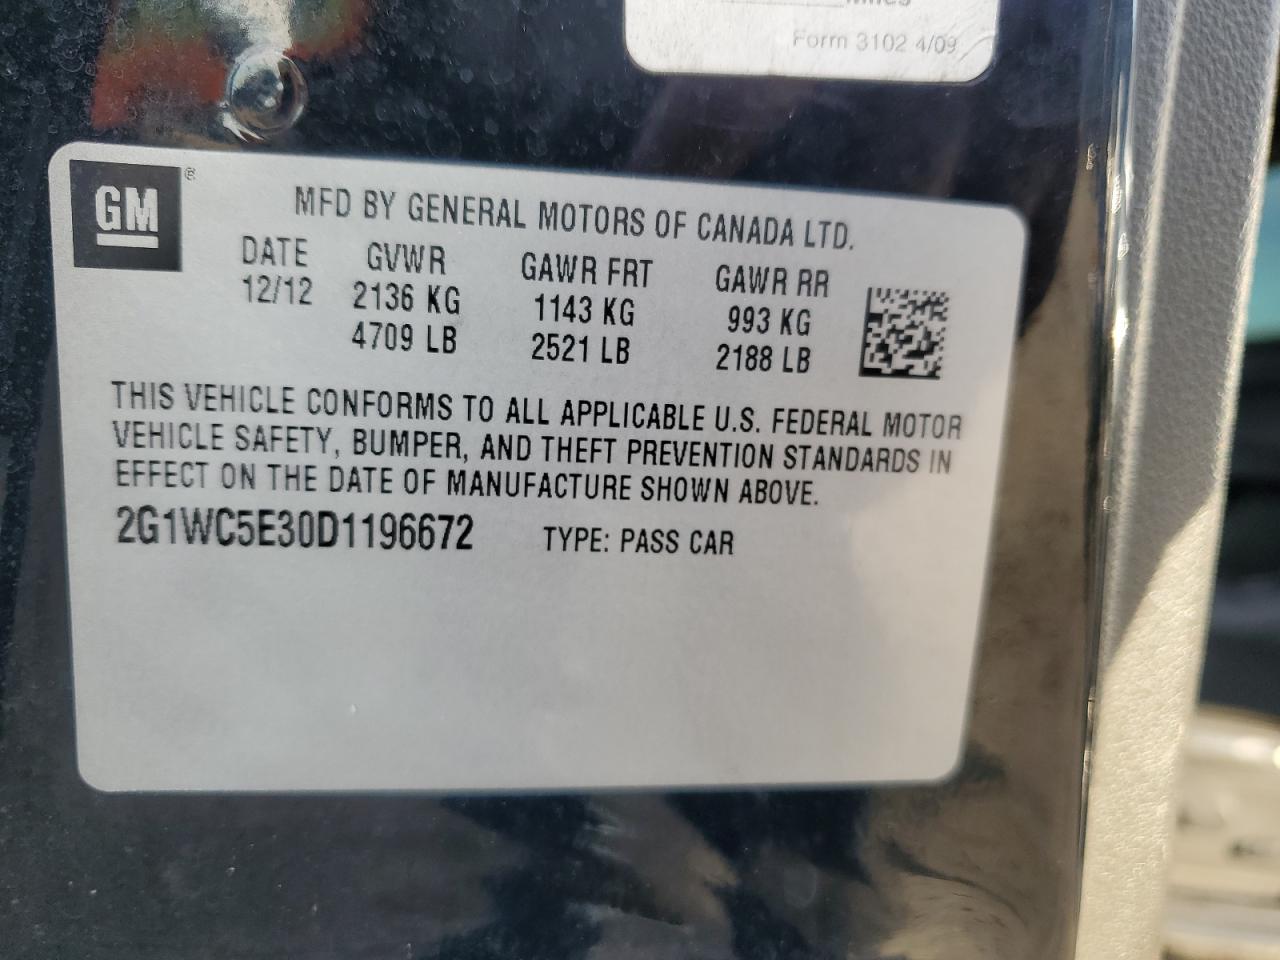 Form 3102 4/09
GM ®
MFD BY GENERAL MOTORS OF CANADA LTD.
DATE GVWR GAWR FRT GAWR RR
12/12 2136 KG 1143 KG 993 KG
4709 LB 2521 LB 2188 LB
THIS VEHICLE CONFORMS TO ALL APPLICABLE U.S. FEDERAL MOTOR
VEHICLE SAFETY, BUMPER, AND THEFT PREVENTION STANDARDS IN
EFFECT ON THE DATE OF MANUFACTURE SHOWN ABOVE.
2G1WC5E30D1196672 TYPE: PASS CAR